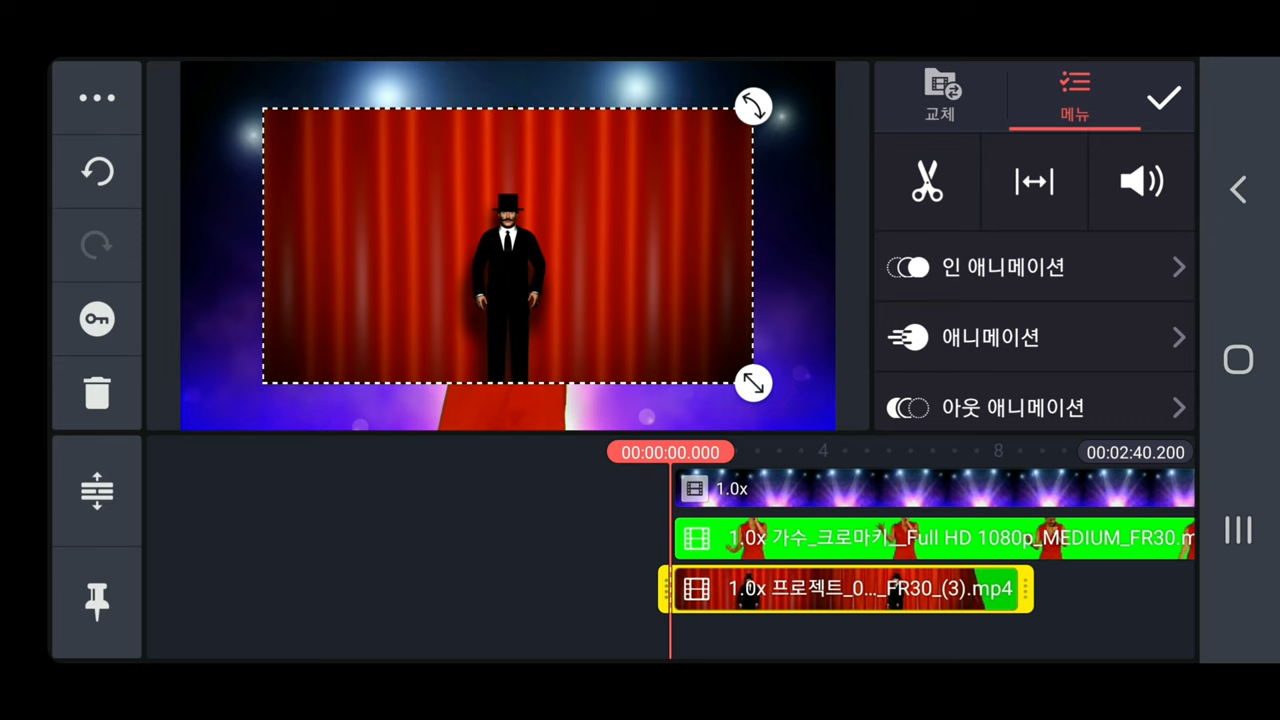 교체
메뉴
인 애니메이션
애니메이션
아웃 애니메이션
00:00:00.000
4
8
00:02:40.200
1.0x
1.0x 가수_크로마키__Full HD 1080p_MEDIUM_FR30.m
1.0x 프로젝트_0..._FR30_(3).mp4